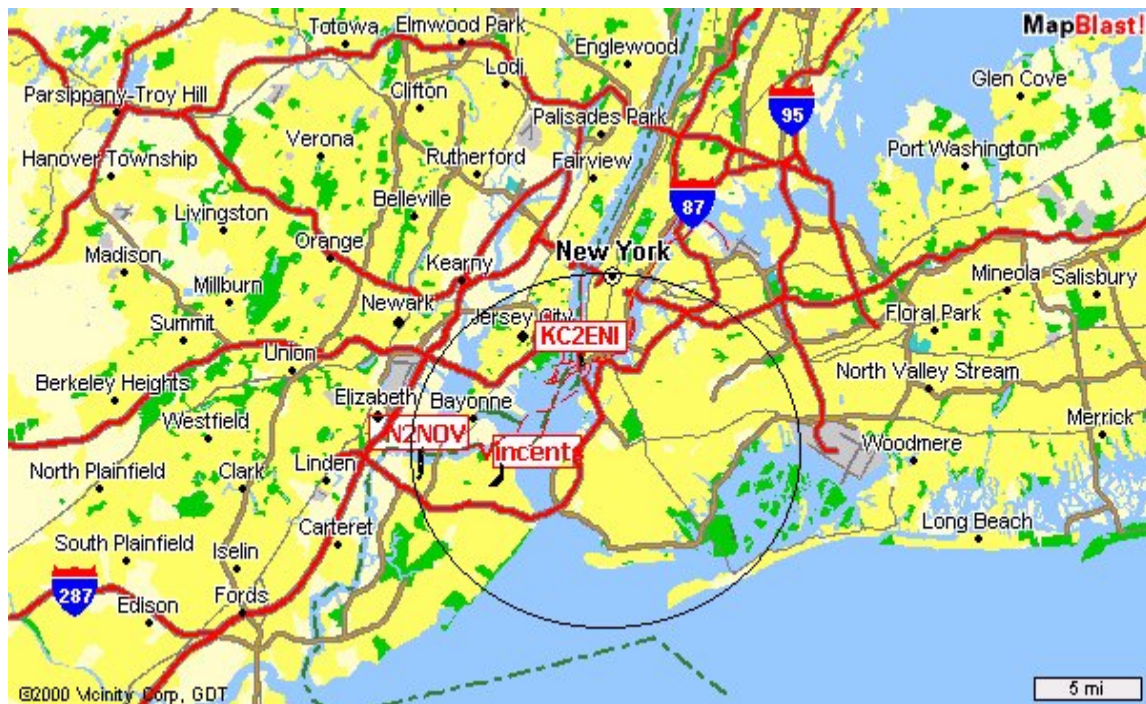 MapBlast!
Totowa
Elmwood Park
Englewood
Lodi
Glen Cove
Parsippany-Troy Hill
Clifton
95
Palisades Park
Verona
Port Washington
Hanover Township
Rutherford
Fairview
Belleville
87
Livingston
Orange
Madison
Kearny
New York
Mineola
Salisbury
Millburn
Newark
Jersey City
Floral Park
Summit
KC2ENI
Union
Berkeley Heights
North Valley Stream
Elizabeth
Bayonne
Westfield
Merrick
N2NOV
Vincent
Woodmere
Linden
North Plainfield
Clark
Carteret
Long Beach
South Plainfield
Iselin
287
Edison
Fords
©2000 Vicinity Corp, GDT
5 mi